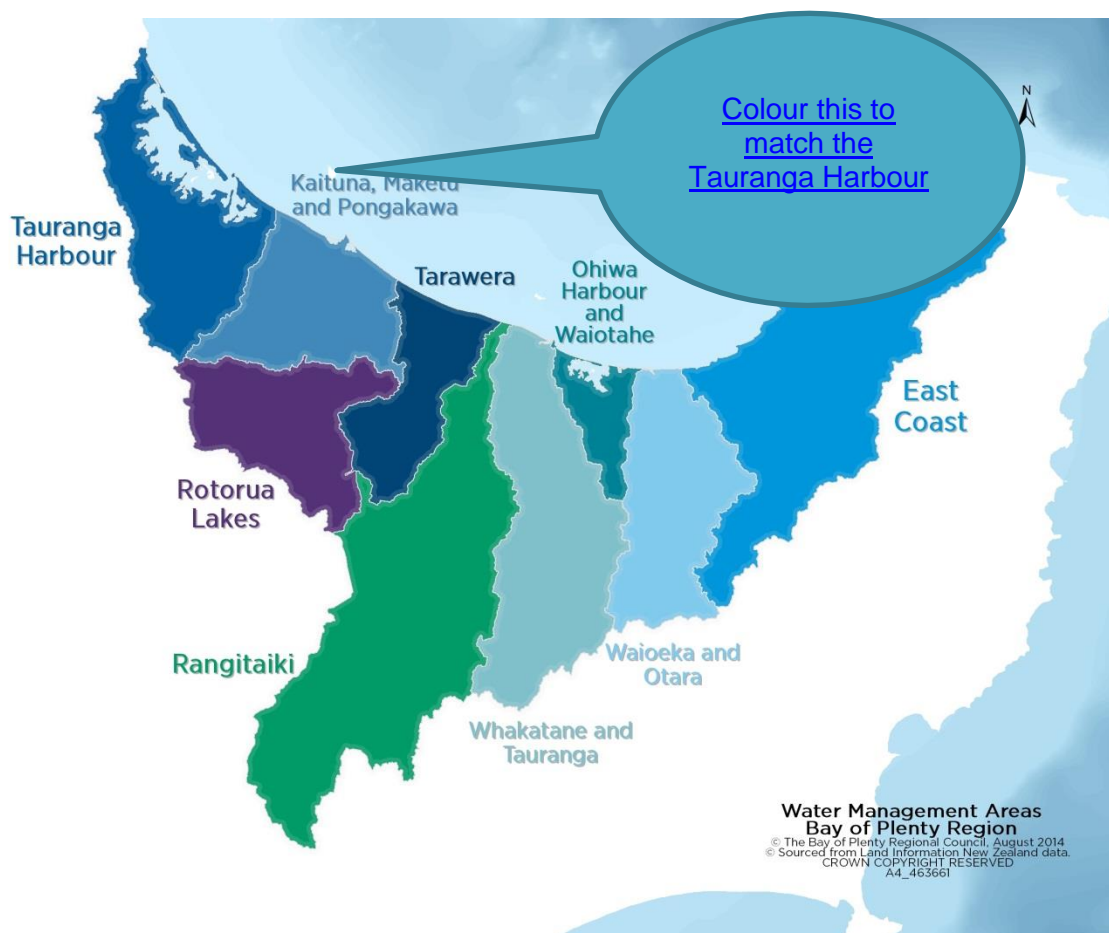 Colour this to
match the
Tauranga Harbour
N
Kaituna, Maketu
and Pongakawa
Tauranga
Harbour
Tarawera
Ohiwa
Harbour
and
Waiotahe
East
Coast
Rotorua
Lakes
Rangitaiki
Waioeka and
Otara
Whakatane and
Tauranga
Water Management Areas
Bay of Plenty Region
© The Bay of Plenty Regional Council, August 2014
© Sourced from Land Information New Zealand data.
CROWN COPYRIGHT RESERVED
A4_463661